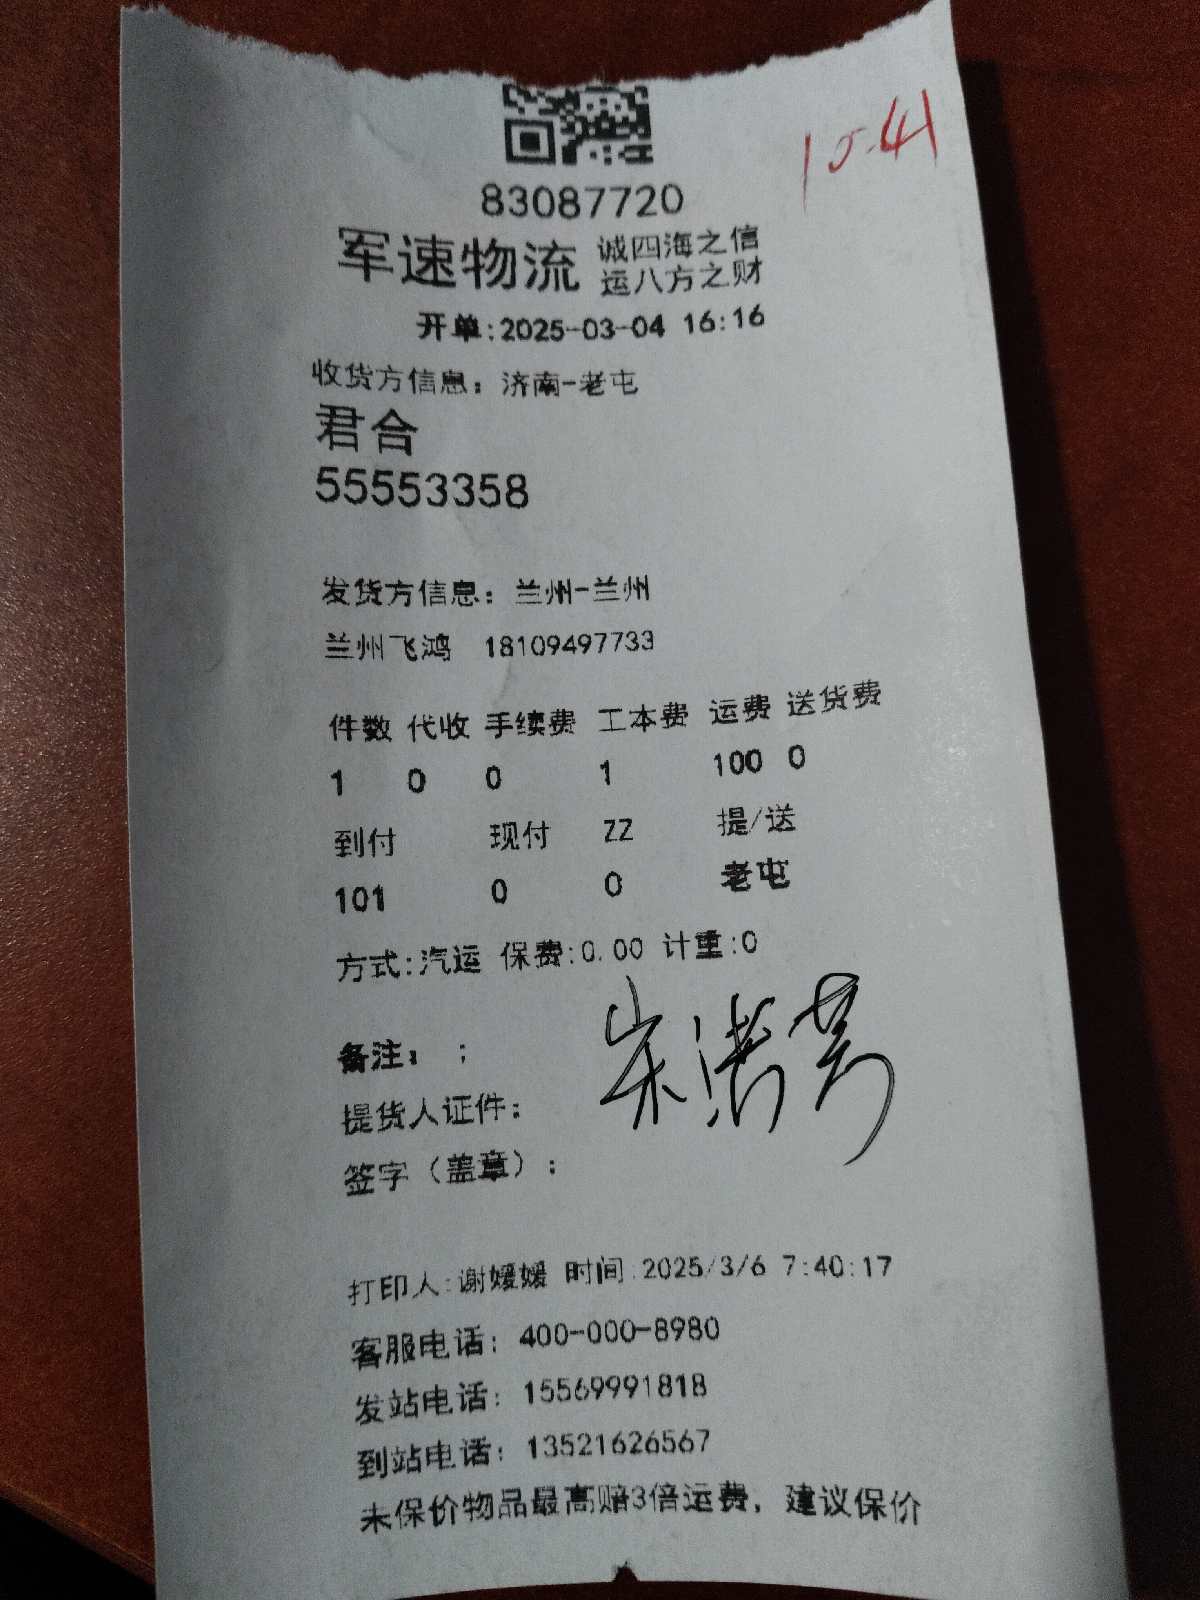 15-41
83087720
军速物流 诚四海之信
运八方之财
开单:2025-03-04 16:16
收货方信息：济南-老屯
君合
55553358
发货方信息：兰州-兰州
兰州飞鸿 18109497733
件数 代收 手续费 工本费 运费 送货费
1 0 0 1 100 0
到付 现付 ZZ 提/送
101 0 0 老屯
方式:汽运 保费:0.00 计重:0
备注： ；
提货人证件：
签字（盖章）：
打印人:谢媛媛 时间:2025/3/6 7:40:17
客服电话：400-000-8980
发站电话：15569991818
到站电话：13521626567
未保价物品最高赔3倍运费，建议保价